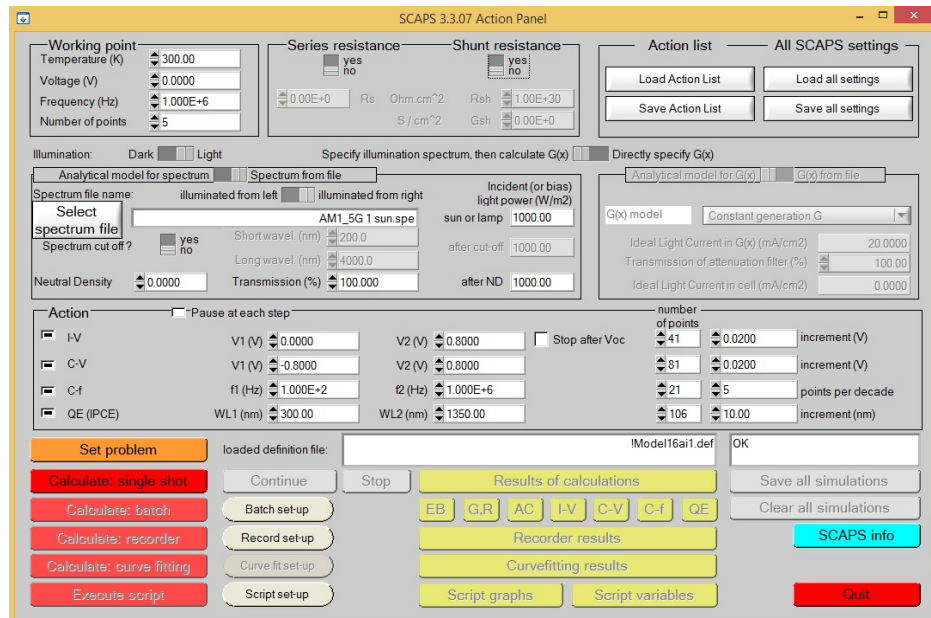 SCAPS 3.3.07 Action Panel
Working point
Temperature (K) 300.00
Voltage (V) 0.0000
Frequency (Hz) 1.000E+6
Number of points 5
Series resistance Shunt resistance
yes yes
no no
0.00E+0 Rs Ohm.cm^2 Rsh 1.00E+30
S / cm^2 Gsh 0.00E+0
Action list All SCAPS settings
Load Action List Load all settings
Save Action List Save all settings
Illumination: Dark Light Specify illumination spectrum, then calculate G(x) Directly specify G(x)
Analytical model for spectrum Spectrum from file
Spectrum file name: illuminated from left illuminated from right
Incident (or bias)
light power (W/m2)
Select
spectrum file
AM1_5G 1 sun.spe sun or lamp 1000.00
Spectrum cut off ? yes
no
Short wavel. (nm) 200.0
after cut-off 1000.00
Long wavel. (nm) 4000.0
Neutral Density 0.0000 Transmission (%) 100.000 after ND 1000.00
Analytical model for G(x) G(x) from file
G(x) model Constant generation G
Ideal Light Current in G(x) (mA/cm2) 20.0000
Transmission of attenuation filter (%) 100.00
Ideal Light Current in cell (mA/cm2) 0.0000
Action Pause at each step
number
of points
I-V V1 (V) 0.0000 V2 (V) 0.8000 Stop after Voc 41 0.0200 increment (V)
C-V V1 (V) -0.8000 V2 (V) 0.8000 81 0.0200 increment (V)
C-f f1 (Hz) 1.000E+2 f2 (Hz) 1.000E+6 21 5 points per decade
QE (IPCE) WL1 (nm) 300.00 WL2 (nm) 1350.00 106 10.00 increment (nm)
Set problem loaded definition file: !Model16ai1.def OK
Calculate: single shot Continue Stop Results of calculations Save all simulations
Calculate: batch Batch set-up EB G,R AC I-V C-V C-f QE Clear all simulations
Calculate: recorder Record set-up Recorder results SCAPS info
Calculate: curve fitting Curve fit set-up Curvefitting results
Execute script Script set-up Script graphs Script variables Quit